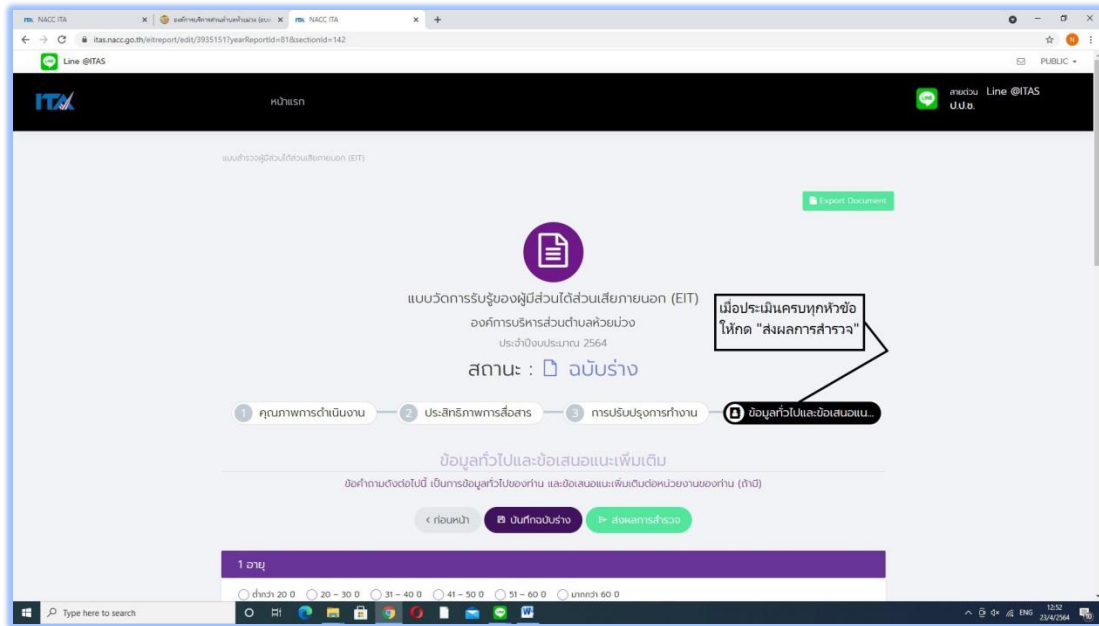 NACC ITA
NACC ITA
itas.nacc.go.th/eitreport/edit/3935151?yearReportId=81&sectionId=142
Line @ITAS
PUBLIC
ITA
หน้าแรก
สายด่วน Line @ITAS
ป.ป.ช.
แบบสำรวจผู้มีส่วนได้ส่วนเสียภายนอก (EIT)
Export Document
แบบวัดการรับรู้ของผู้มีส่วนได้ส่วนเสียภายนอก (EIT)
องค์การบริหารส่วนตำบลห้วยม่วง
ประจำปีงบประมาณ 2564
สถานะ : ฉบับร่าง
เมื่อประเมินครบทุกหัวข้อ
ให้กด "ส่งผลการสำรวจ"
1 คุณภาพการดำเนินงาน 2 ประสิทธิภาพการสื่อสาร 3 การปรับปรุงการทำงาน ข้อมูลทั่วไปและข้อเสนอแน...
ข้อมูลทั่วไปและข้อเสนอแนะเพิ่มเติม
ข้อคำถามดังต่อไปนี้ เป็นการข้อมูลทั่วไปของท่าน และข้อเสนอแนะเพิ่มเติมต่อหน่วยงานของท่าน (ถ้ามี)
< ก่อนหน้า บันทึกฉบับร่าง ส่งผลการสำรวจ
1 อายุ
ต่ำกว่า 20 ปี 20 – 30 ปี 31 – 40 ปี 41 – 50 ปี 51 – 60 ปี มากกว่า 60 ปี
Type here to search
ENG
12:52
23/4/2564